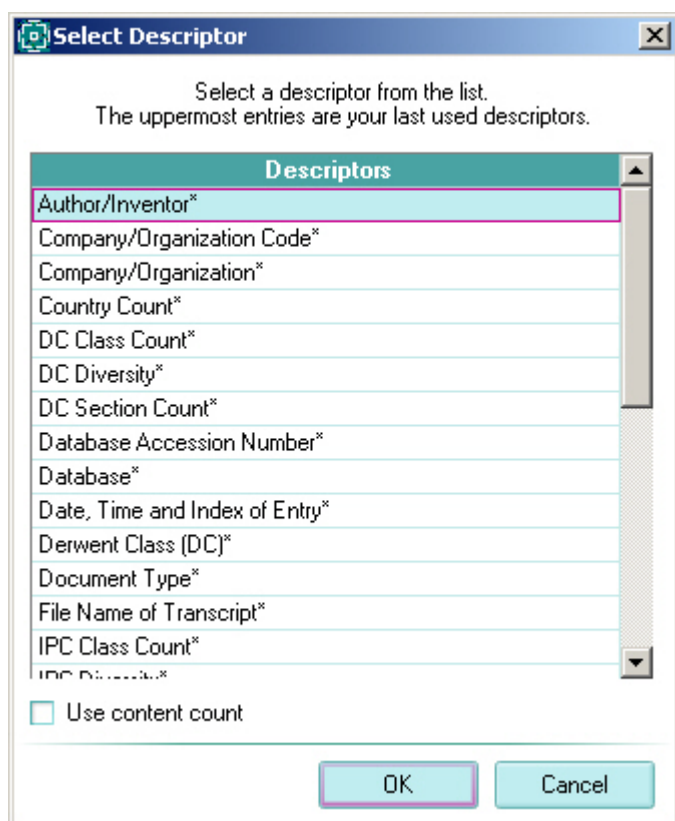 Select Descriptor
Select a descriptor from the list.
The uppermost entries are your last used descriptors.
Descriptors
Author/Inventor*
Company/Organization Code*
Company/Organization*
Country Count*
DC Class Count*
DC Diversity*
DC Section Count*
Database Accession Number*
Database*
Date, Time and Index of Entry*
Derwent Class (DC)*
Document Type*
File Name of Transcript*
IPC Class Count*
IPC Diversity*
Use content count
OK Cancel